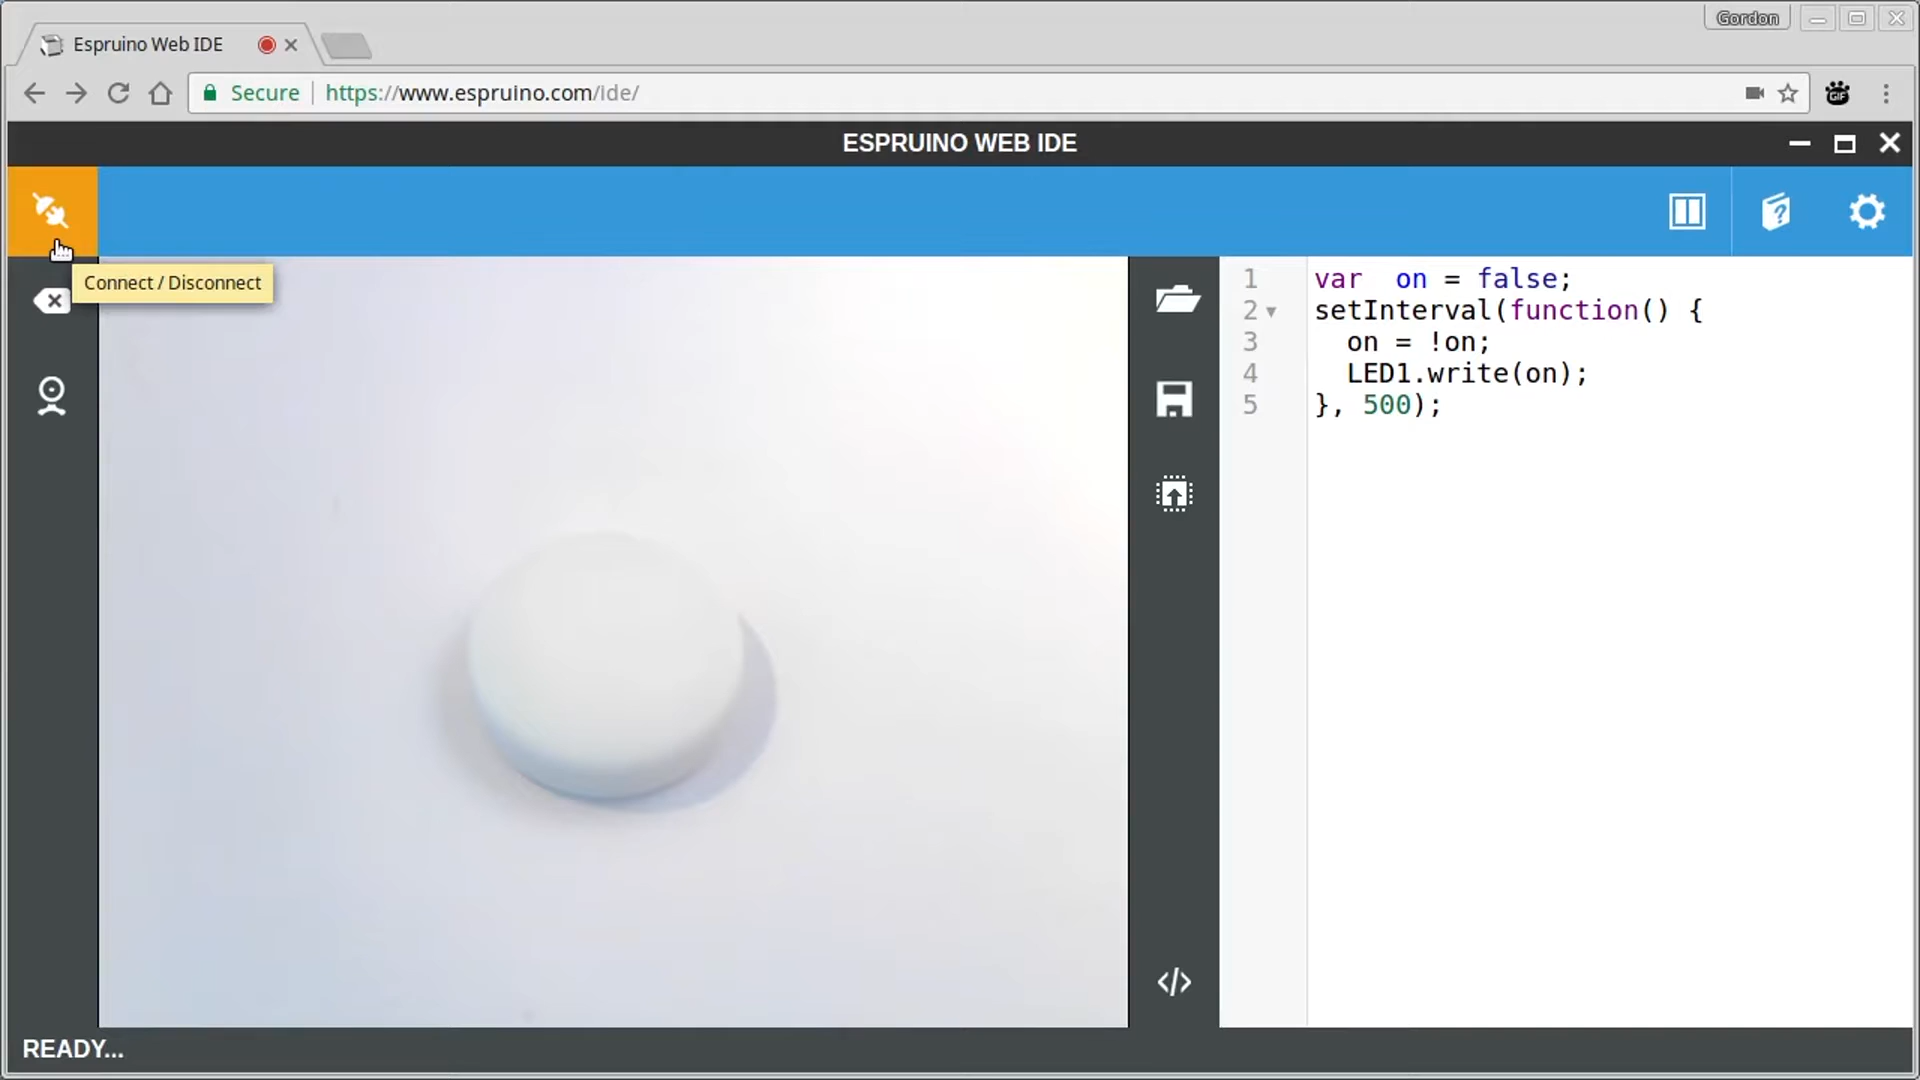 Gordon
Espruino Web IDE
Secure https://www.espruino.com/ide/
GIF
ESPRUINO WEB IDE
Connect / Disconnect
1 var  on = false;
2 setInterval(function() {
3   on = !on;
4   LED1.write(on);
5 }, 500);
READY...